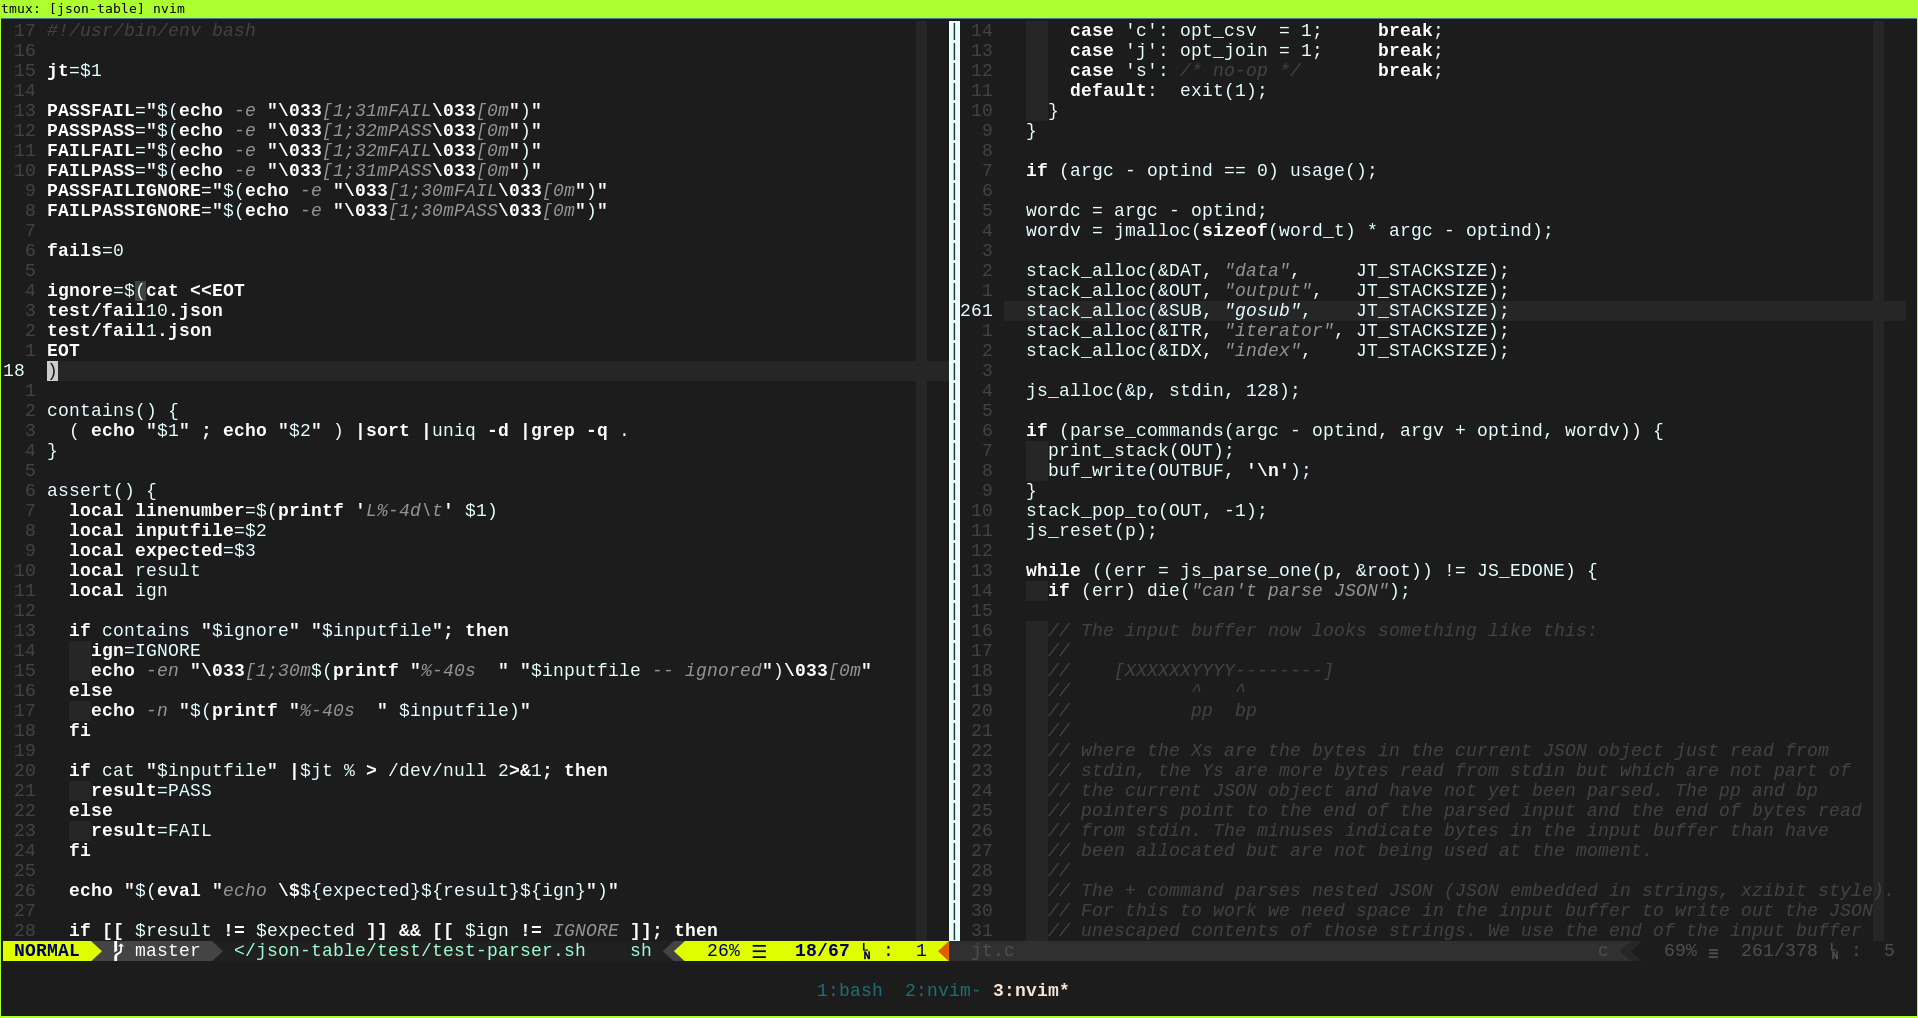 tmux: [json-table] nvim
17 #!/usr/bin/env bash
16
15 jt=$1
14
13 PASSFAIL="$(echo -e "\033[1;31mFAIL\033[0m")"
12 PASSPASS="$(echo -e "\033[1;32mPASS\033[0m")"
11 FAILFAIL="$(echo -e "\033[1;32mFAIL\033[0m")"
10 FAILPASS="$(echo -e "\033[1;31mPASS\033[0m")"
9 PASSFAILIGNORE="$(echo -e "\033[1;30mFAIL\033[0m")"
8 FAILPASSIGNORE="$(echo -e "\033[1;30mPASS\033[0m")"
7
6 fails=0
5
4 ignore=$(cat <<EOT
3 test/fail10.json
2 test/fail1.json
1 EOT
18 )
1
2 contains() {
3   ( echo "$1" ; echo "$2" ) |sort |uniq -d |grep -q .
4 }
5
6 assert() {
7   local linenumber=$(printf 'L%-4d\t' $1)
8   local inputfile=$2
9   local expected=$3
10   local result
11   local ign
12
13   if contains "$ignore" "$inputfile"; then
14     ign=IGNORE
15     echo -en "\033[1;30m$(printf "%-40s  " "$inputfile -- ignored")\033[0m"
16   else
17     echo -n "$(printf "%-40s  " $inputfile)"
18   fi
19
20   if cat "$inputfile" |$jt % > /dev/null 2>&1; then
21     result=PASS
22   else
23     result=FAIL
24   fi
25
26   echo "$(eval "echo \$${expected}${result}${ign}")"
27
28   if [[ $result != $expected ]] && [[ $ign != IGNORE ]]; then
NORMAL master </json-table/test/test-parser.sh sh 26% ☰ 18/67 ㏑ : 1
14       case 'c': opt_csv  = 1;     break;
13       case 'j': opt_join = 1;     break;
12       case 's': /* no-op */       break;
11       default:  exit(1);
10     }
9   }
8
7   if (argc - optind == 0) usage();
6
5   wordc = argc - optind;
4   wordv = jmalloc(sizeof(word_t) * argc - optind);
3
2   stack_alloc(&DAT, "data",     JT_STACKSIZE);
1   stack_alloc(&OUT, "output",   JT_STACKSIZE);
261   stack_alloc(&SUB, "gosub",    JT_STACKSIZE);
1   stack_alloc(&ITR, "iterator", JT_STACKSIZE);
2   stack_alloc(&IDX, "index",    JT_STACKSIZE);
3
4   js_alloc(&p, stdin, 128);
5
6   if (parse_commands(argc - optind, argv + optind, wordv)) {
7     print_stack(OUT);
8     buf_write(OUTBUF, '\n');
9   }
10   stack_pop_to(OUT, -1);
11   js_reset(p);
12
13   while ((err = js_parse_one(p, &root)) != JS_EDONE) {
14     if (err) die("can't parse JSON");
15
16     // The input buffer now looks something like this:
17     //
18     //    [XXXXXXYYYY--------]
19     //           ^   ^
20     //           pp  bp
21     //
22     // where the Xs are the bytes in the current JSON object just read from
23     // stdin, the Ys are more bytes read from stdin but which are not part of
24     // the current JSON object and have not yet been parsed. The pp and bp
25     // pointers point to the end of the parsed input and the end of bytes read
26     // from stdin. The minuses indicate bytes in the input buffer than have
27     // been allocated but are not being used at the moment.
28     //
29     // The + command parses nested JSON (JSON embedded in strings, xzibit style).
30     // For this to work we need space in the input buffer to write out the JSON
31     // unescaped contents of those strings. We use the end of the input buffer
jt.c c 69% ☰ 261/378 ㏑ : 5
1:bash 2:nvim- 3:nvim*